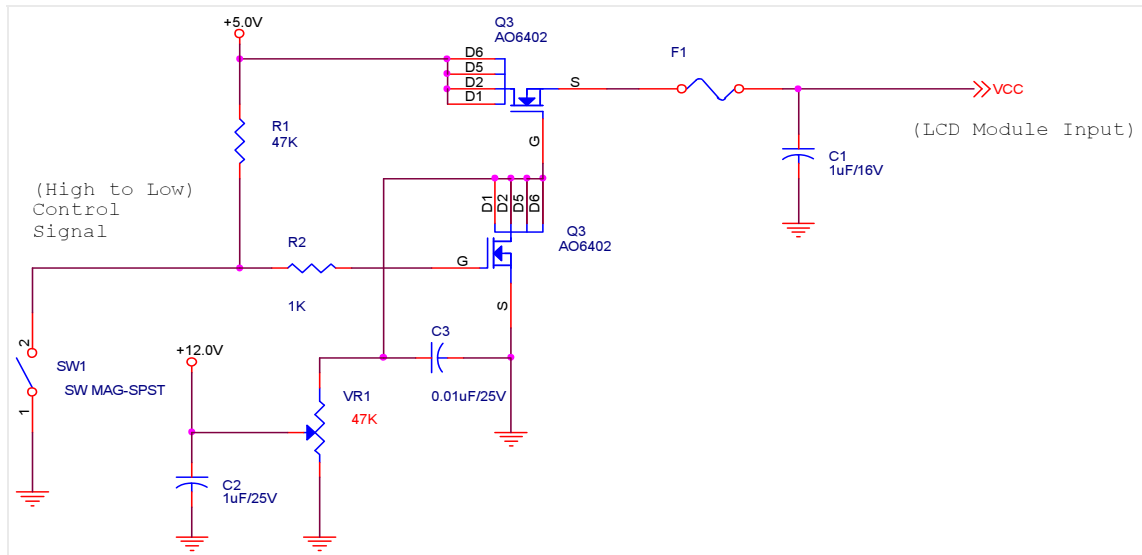 +5.0V
Q3
AO6402
D6
D5
D2
D1
S
F1
VCC
(LCD Module Input)
R1
47K
G
C1
1uF/16V
(High to Low)
Control
Signal
D1
D2
D5
D6
Q3
AO6402
R2
G
1K
S
C3
+12.0V
2
SW1
SW MAG-SPST
1
VR1
47K
0.01uF/25V
C2
1uF/25V